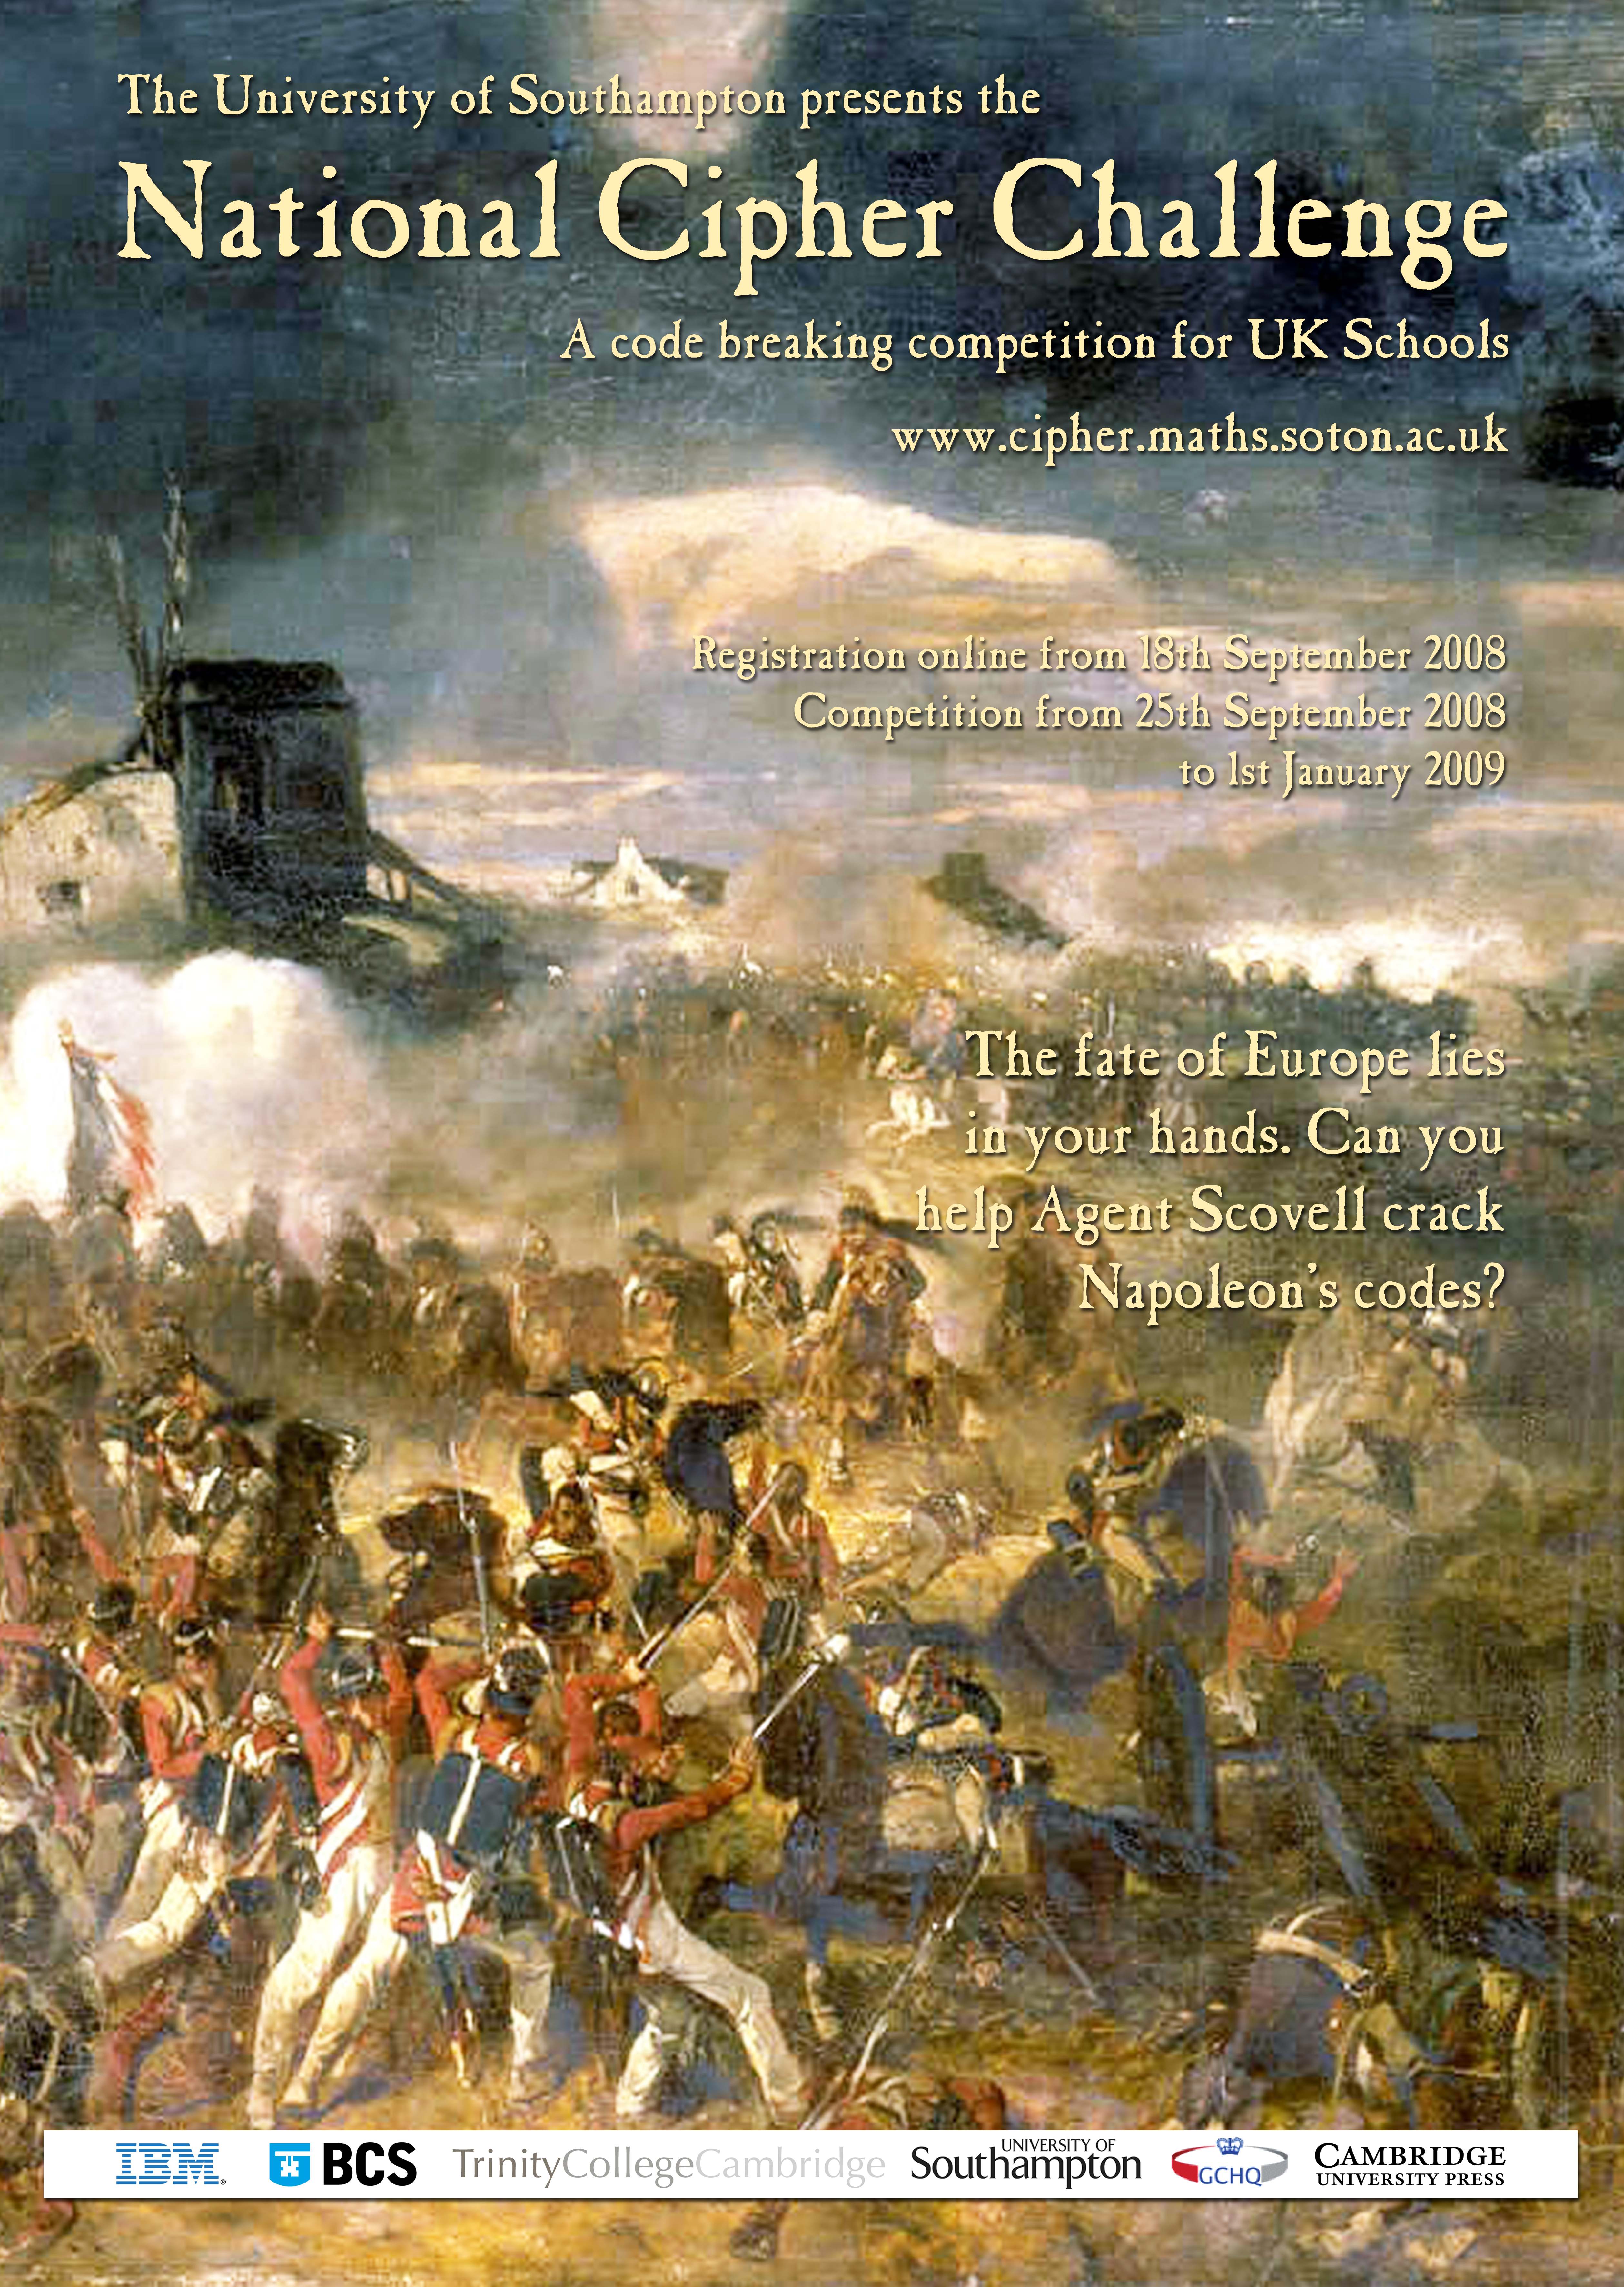 The University of Southampton presents the
National Cipher Challenge
A code breaking competition for UK Schools
www.cipher.maths.soton.ac.uk
Registration online from 18th September 2008
Competition from 25th September 2008
to 1st January 2009
The fate of Europe lies
in your hands. Can you
help Agent Scovell crack
Napoleon's codes?
IBM®
BCS
TrinityCollegeCambridge
UNIVERSITY OF
Southampton
GCHQ
CAMBRIDGE
UNIVERSITY PRESS